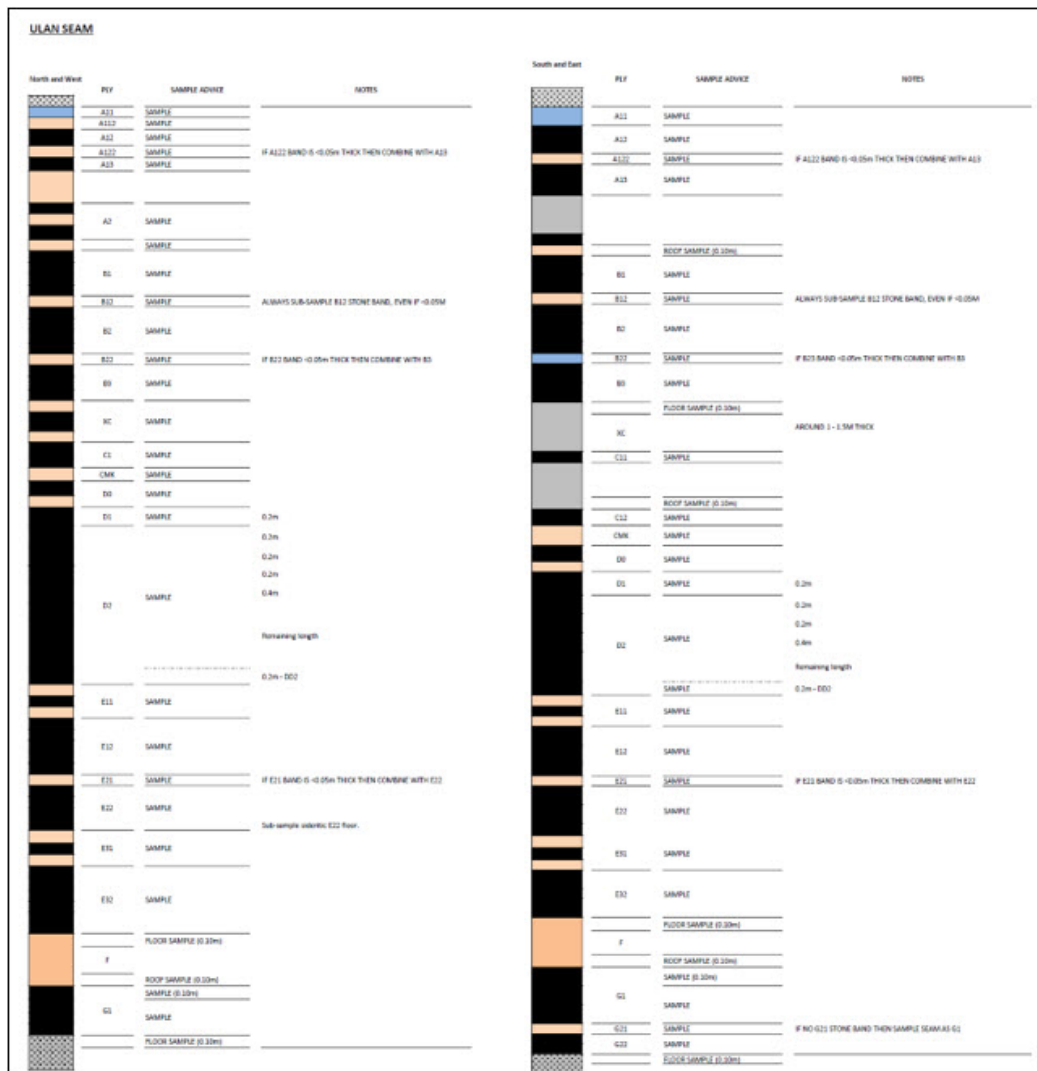 ULAN SEAM
North and West
PLY SAMPLE ADVICE NOTES
A11 SAMPLE
A112 SAMPLE
A12 SAMPLE
A122 SAMPLE IF A122 BAND IS <0.05m THICK THEN COMBINE WITH A13
A13 SAMPLE
A2 SAMPLE
SAMPLE
B1 SAMPLE
B12 SAMPLE ALWAYS SUB-SAMPLE B12 STONE BAND, EVEN IF <0.05M
B2 SAMPLE
B22 SAMPLE IF B22 BAND <0.05m THICK THEN COMBINE WITH B3
B3 SAMPLE
XC SAMPLE
C1 SAMPLE
CMK SAMPLE
D0 SAMPLE
D1 SAMPLE 0.2m
0.2m
0.2m
0.2m
D2 SAMPLE 0.4m
Remaining length
0.2m - DD2
E11 SAMPLE
E12 SAMPLE
E21 SAMPLE IF E21 BAND IS <0.05m THICK THEN COMBINE WITH E22
E22 SAMPLE
Sub-sample sideritic E22 floor.
E31 SAMPLE
E32 SAMPLE
FLOOR SAMPLE (0.10m)
F
ROOF SAMPLE (0.10m)
SAMPLE (0.10m)
G1 SAMPLE
FLOOR SAMPLE (0.10m)
South and East
PLY SAMPLE ADVICE NOTES
A11 SAMPLE
A12 SAMPLE
A122 SAMPLE IF A122 BAND IS <0.05m THICK THEN COMBINE WITH A13
A13 SAMPLE
ROOF SAMPLE (0.10m)
B1 SAMPLE
B12 SAMPLE ALWAYS SUB-SAMPLE B12 STONE BAND, EVEN IF <0.05M
B2 SAMPLE
B22 SAMPLE IF B23 BAND <0.05m THICK THEN COMBINE WITH B3
B3 SAMPLE
FLOOR SAMPLE (0.10m)
XC AROUND 1 - 1.5M THICK
C11 SAMPLE
ROOF SAMPLE (0.10m)
C12 SAMPLE
CMK SAMPLE
D0 SAMPLE
D1 SAMPLE 0.2m
0.2m
0.2m
D2 SAMPLE 0.4m
Remaining length
SAMPLE 0.2m - DD2
E11 SAMPLE
E12 SAMPLE
E21 SAMPLE IF E21 BAND IS <0.05m THICK THEN COMBINE WITH E22
E22 SAMPLE
E31 SAMPLE
E32 SAMPLE
FLOOR SAMPLE (0.10m)
F
ROOF SAMPLE (0.10m)
SAMPLE (0.10m)
G1 SAMPLE
G21 SAMPLE IF NO G21 STONE BAND THEN SAMPLE SEAM AS G1
G22 SAMPLE
FLOOR SAMPLE (0.10m)